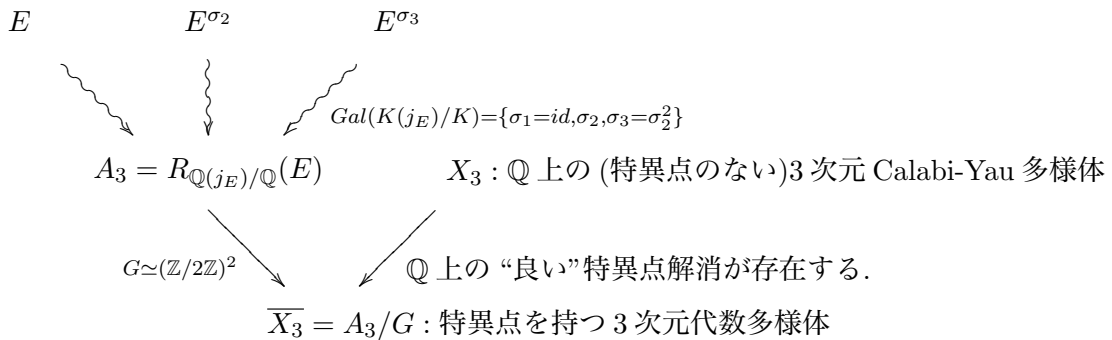 E E^{σ_2} E^{σ_3}
Gal(K(j_E)/K)={σ_1=id,σ_2,σ_3=σ_2^2}
A_3 = R_{ℚ(j_E)/ℚ}(E) X_3 : ℚ 上の (特異点のない)3 次元 Calabi-Yau 多様体
G≃(ℤ/2ℤ)^2 ℚ 上の “良い”特異点解消が存在する.
\overline{X_3} = A_3/G : 特異点を持つ 3 次元代数多様体